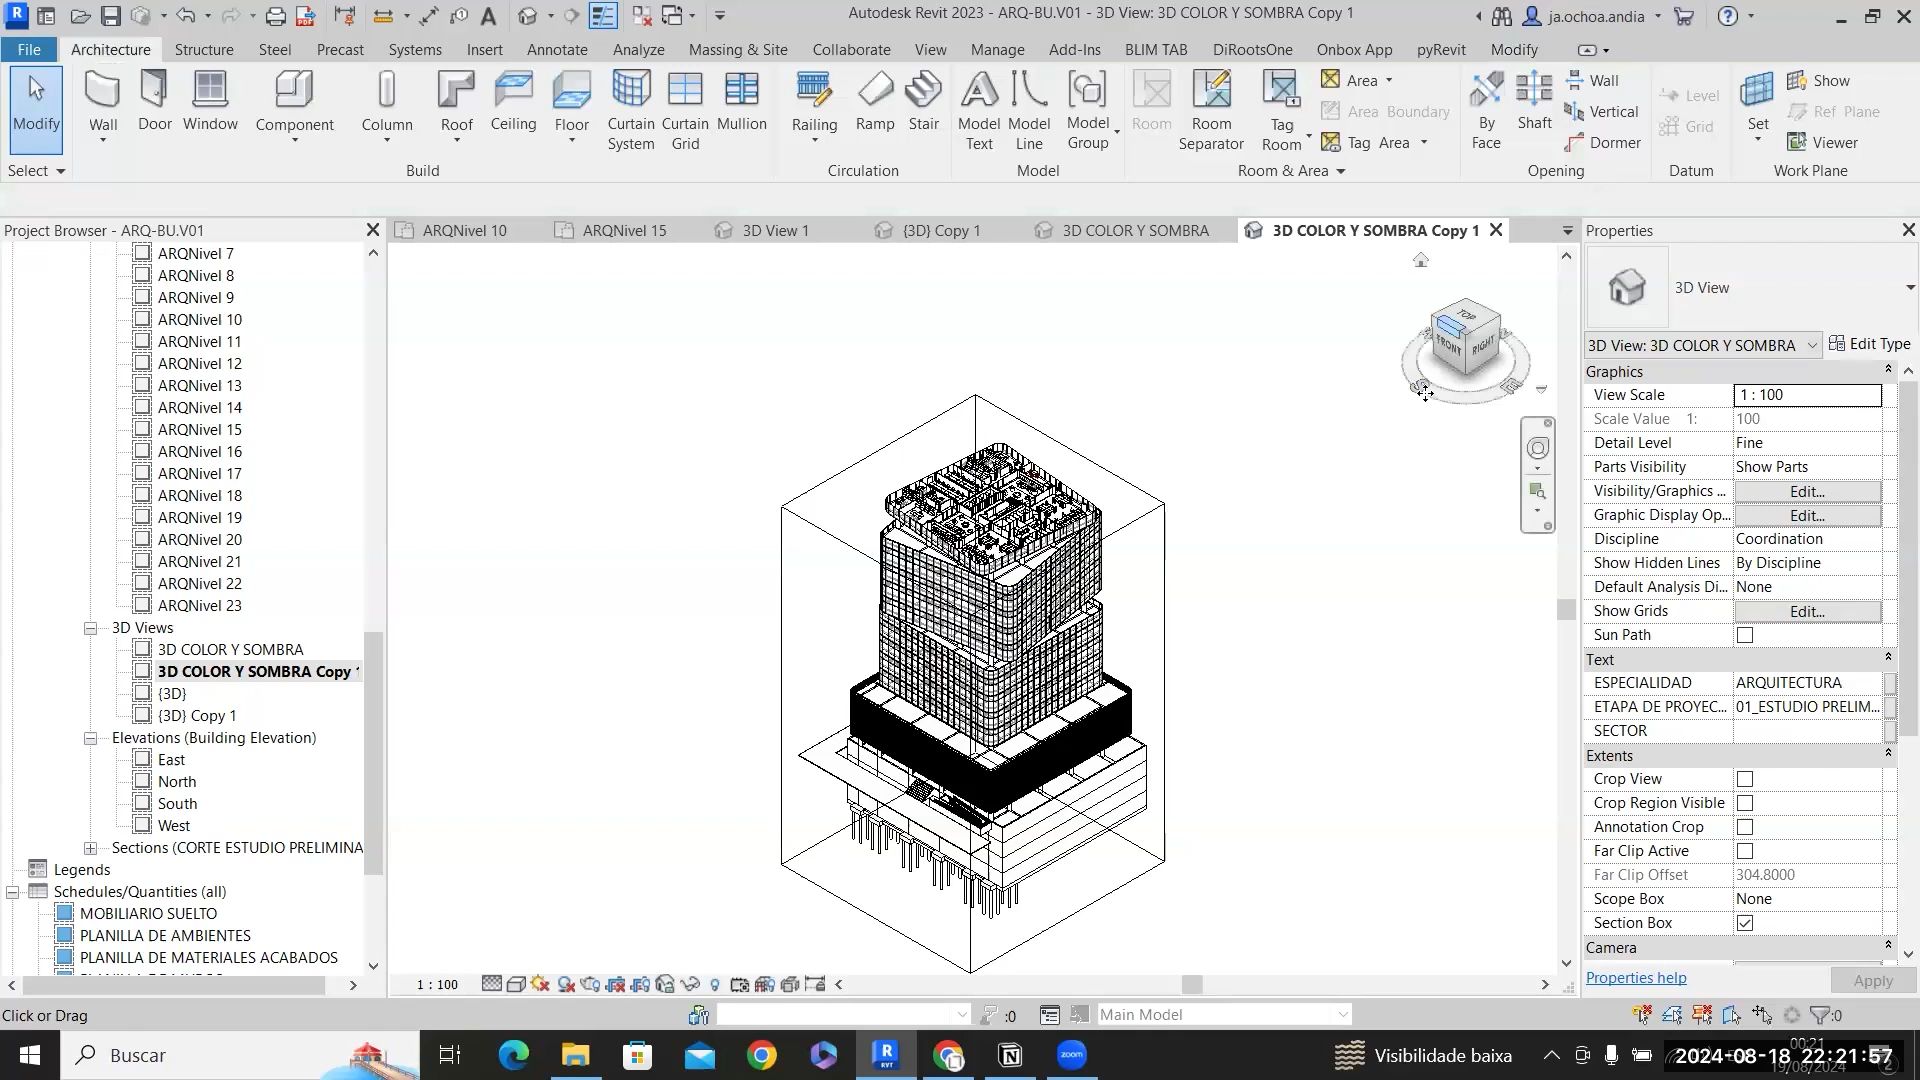 Autodesk Revit 2023 - ARQ-BU.V01 - 3D View: 3D COLOR Y SOMBRA Copy 1
ja.ochoa.andia
File Architecture Structure Steel Precast Systems Insert Annotate Analyze Massing & Site Collaborate View Manage Add-Ins BLIM TAB DiRootsOne Onbox App pyRevit Modify
Modify
Wall
Door
Window
Component
Column
Roof
Ceiling
Floor
Curtain System
Curtain Grid
Mullion
Railing
Ramp
Stair
Model Text
Model Line
Model Group
Room
Room Separator
Tag Room
Area
Area Boundary
Tag Area
By Face
Shaft
Wall
Vertical
Dormer
Level
Grid
Set
Show
Ref Plane
Viewer
Select
Build
Circulation
Model
Room & Area
Opening
Datum
Work Plane
Project Browser - ARQ-BU.V01
ARQNivel 7
ARQNivel 8
ARQNivel 9
ARQNivel 10
ARQNivel 11
ARQNivel 12
ARQNivel 13
ARQNivel 14
ARQNivel 15
ARQNivel 16
ARQNivel 17
ARQNivel 18
ARQNivel 19
ARQNivel 20
ARQNivel 21
ARQNivel 22
ARQNivel 23
3D Views
3D COLOR Y SOMBRA
3D COLOR Y SOMBRA Copy 1
{3D}
{3D} Copy 1
Elevations (Building Elevation)
East
North
South
West
Sections (CORTE ESTUDIO PRELIMINA
Legends
Schedules/Quantities (all)
MOBILIARIO SUELTO
PLANILLA DE AMBIENTES
PLANILLA DE MATERIALES ACABADOS
ARQNivel 10
ARQNivel 15
3D View 1
{3D} Copy 1
3D COLOR Y SOMBRA
3D COLOR Y SOMBRA Copy 1
TOP
FRONT
RIGHT
1 : 100
Properties
3D View
3D View: 3D COLOR Y SOMBRA
Edit Type
Graphics
View Scale 1 : 100
Scale Value 1: 100
Detail Level Fine
Parts Visibility Show Parts
Visibility/Graphics ... Edit...
Graphic Display Op... Edit...
Discipline Coordination
Show Hidden Lines By Discipline
Default Analysis Di... None
Show Grids Edit...
Sun Path
Text
ESPECIALIDAD ARQUITECTURA
ETAPA DE PROYEC... 01_ESTUDIO PRELIM...
SECTOR
Extents
Crop View
Crop Region Visible
Annotation Crop
Far Clip Active
Far Clip Offset 304.8000
Scope Box None
Section Box
Camera
Properties help
Apply
Click or Drag
:0
Main Model
:0
Buscar
RVT
zoom
Visibilidade baixa
00:21
19/08/2024
2024-08-18 22:21:57